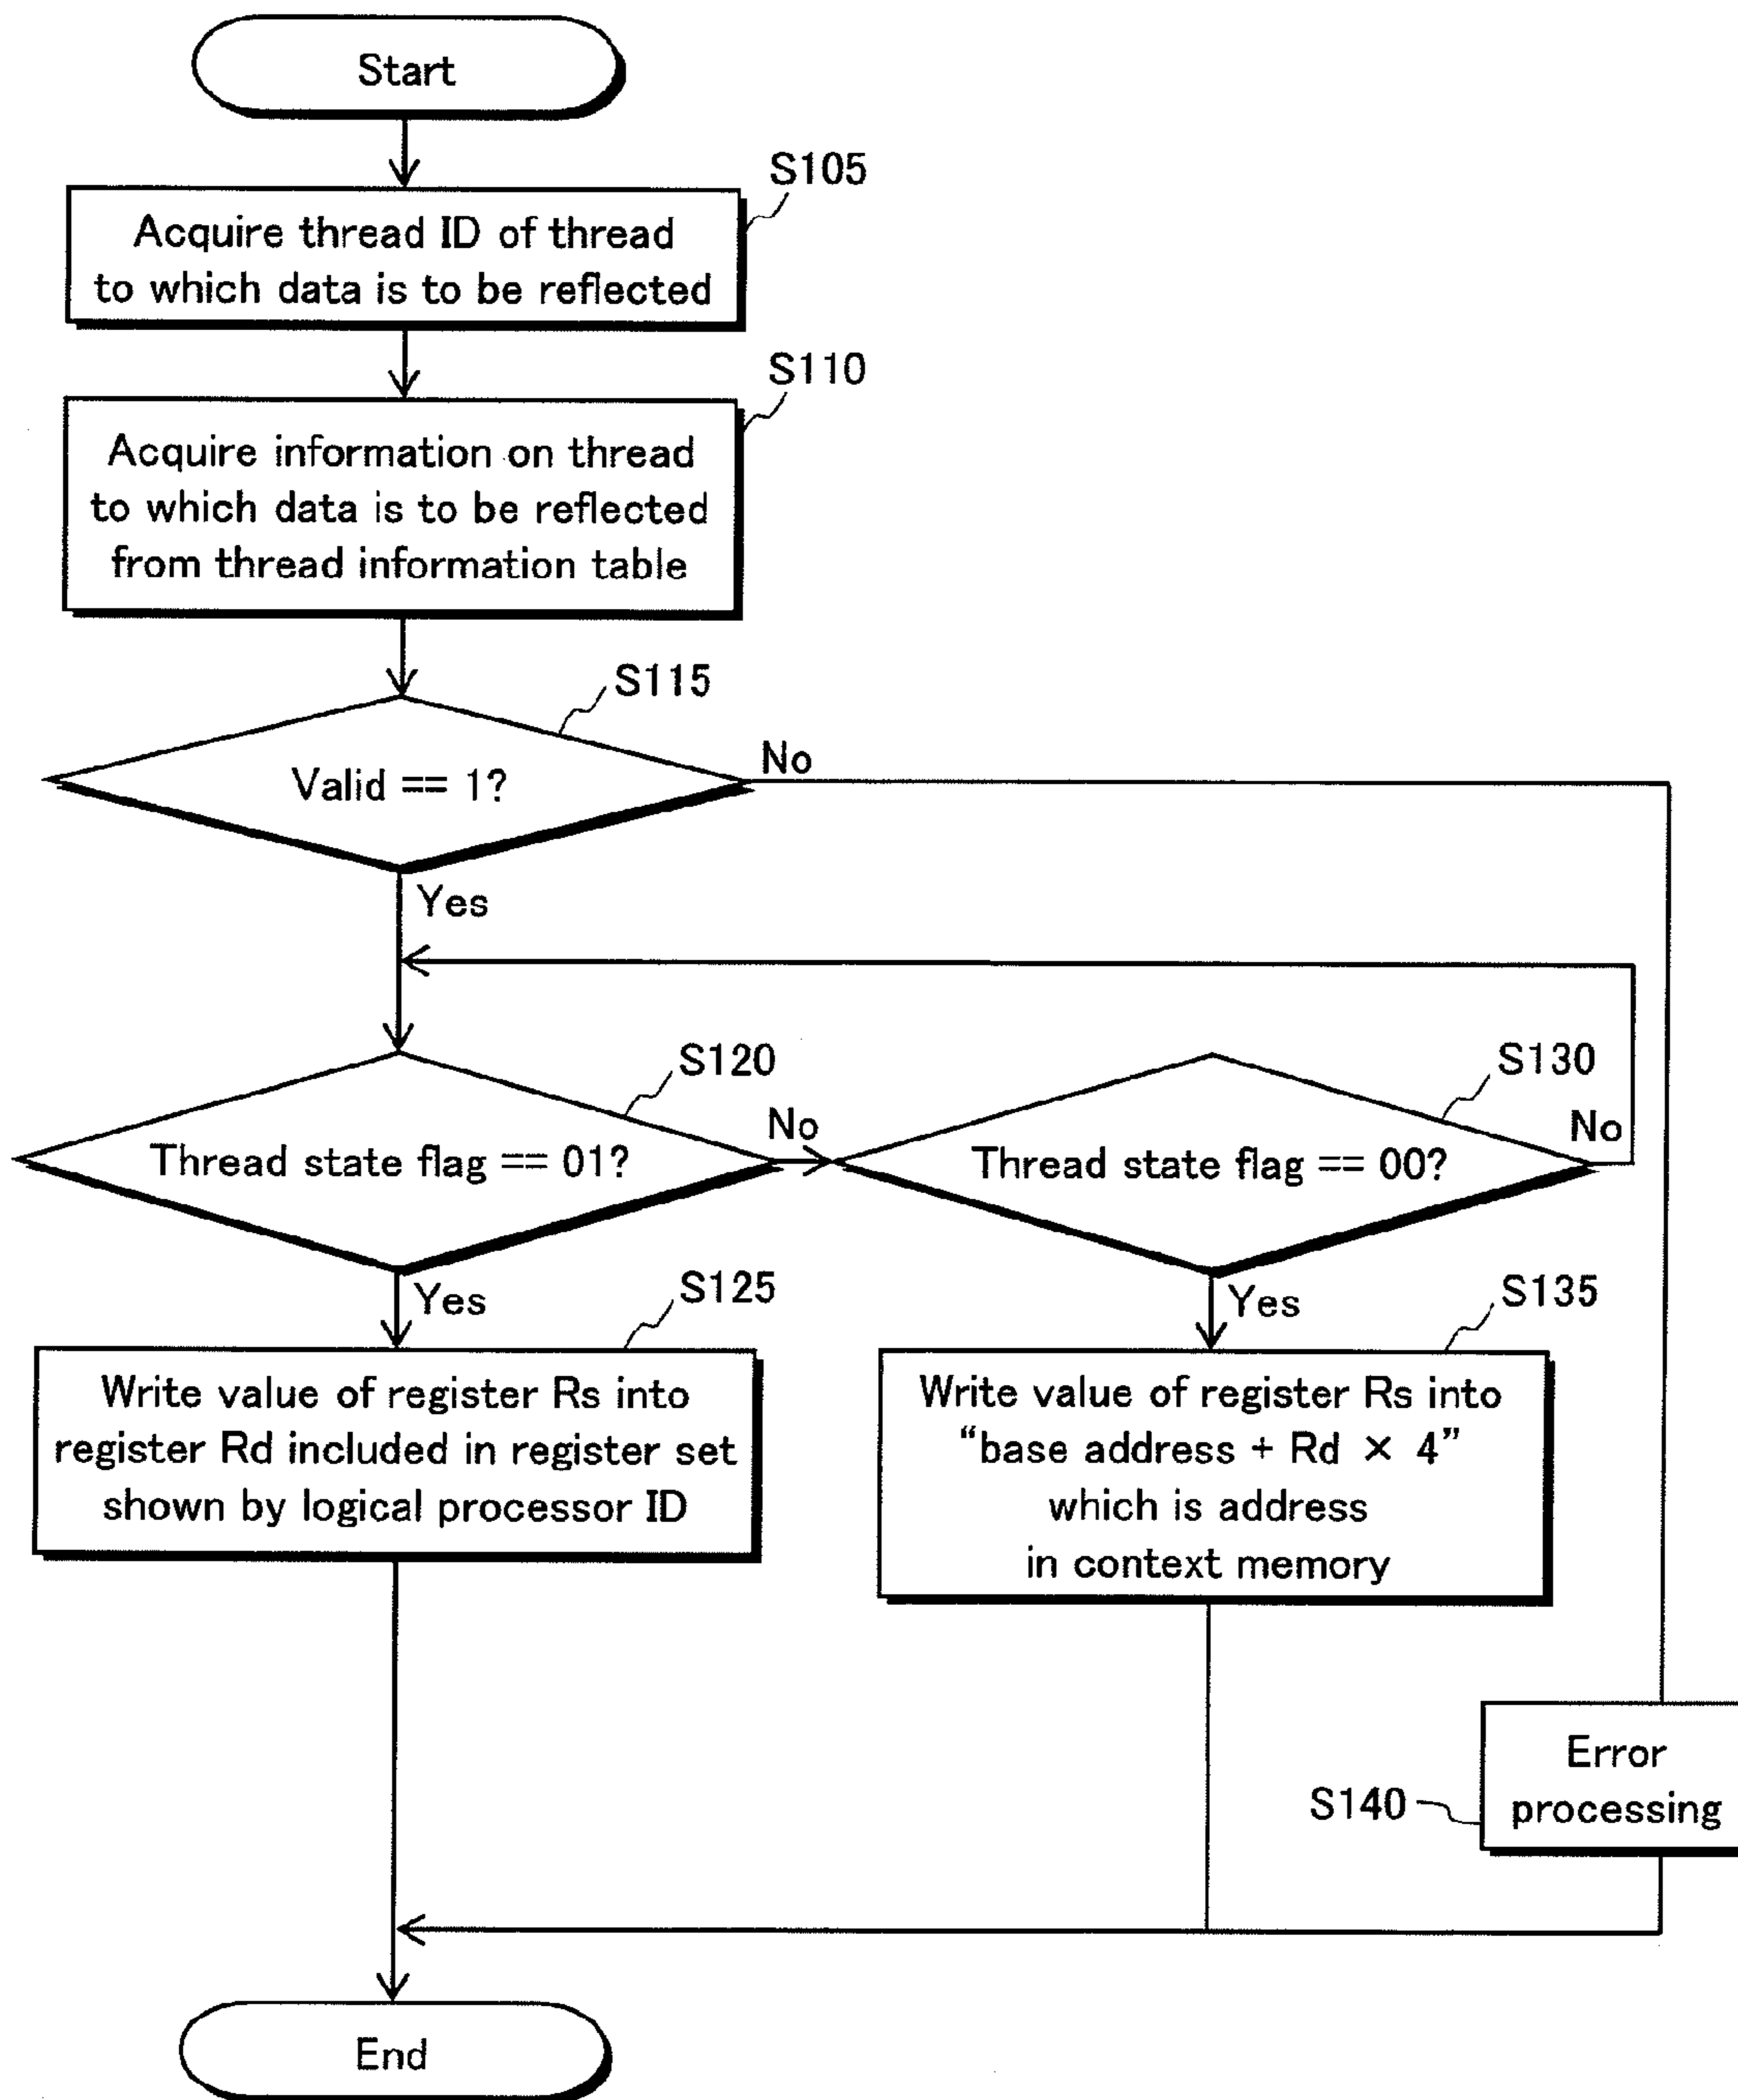 Start
S105
Acquire thread ID of thread
to which data is to be reflected
S110
Acquire information on thread
to which data is to be reflected
from thread information table
S115
Valid == 1?
No
Yes
S120
Thread state flag == 01?
No
S130
Thread state flag == 00?
No
Yes
S125
Write value of register Rs into
register Rd included in register set
shown by logical processor ID
Yes
S135
Write value of register Rs into
“base address + Rd × 4”
which is address
in context memory
Error
processing
S140
End